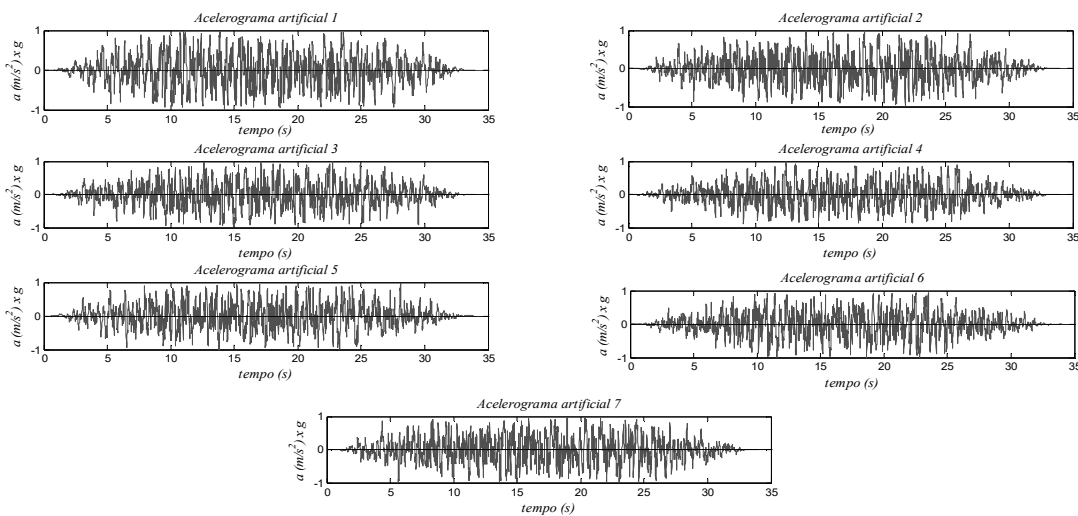 Acelerograma artificial 1
1
0
-1
a (m/s²) x g
0 5 10 15 20 25 30 35
tempo (s)
Acelerograma artificial 2
1
0
-1
a (m/s²) x g
0 5 10 15 20 25 30 35
tempo (s)
Acelerograma artificial 3
1
0
-1
a (m/s²) x g
0 5 10 15 20 25 30 35
tempo (s)
Acelerograma artificial 4
1
0
-1
a (m/s²) x g
0 5 10 15 20 25 30 35
tempo (s)
Acelerograma artificial 5
1
0
-1
a (m/s²) x g
0 5 10 15 20 25 30 35
tempo (s)
Acelerograma artificial 6
1
0
-1
a (m/s²) x g
0 5 10 15 20 25 30 35
tempo (s)
Acelerograma artificial 7
1
0
-1
a (m/s²) x g
0 5 10 15 20 25 30 35
tempo (s)